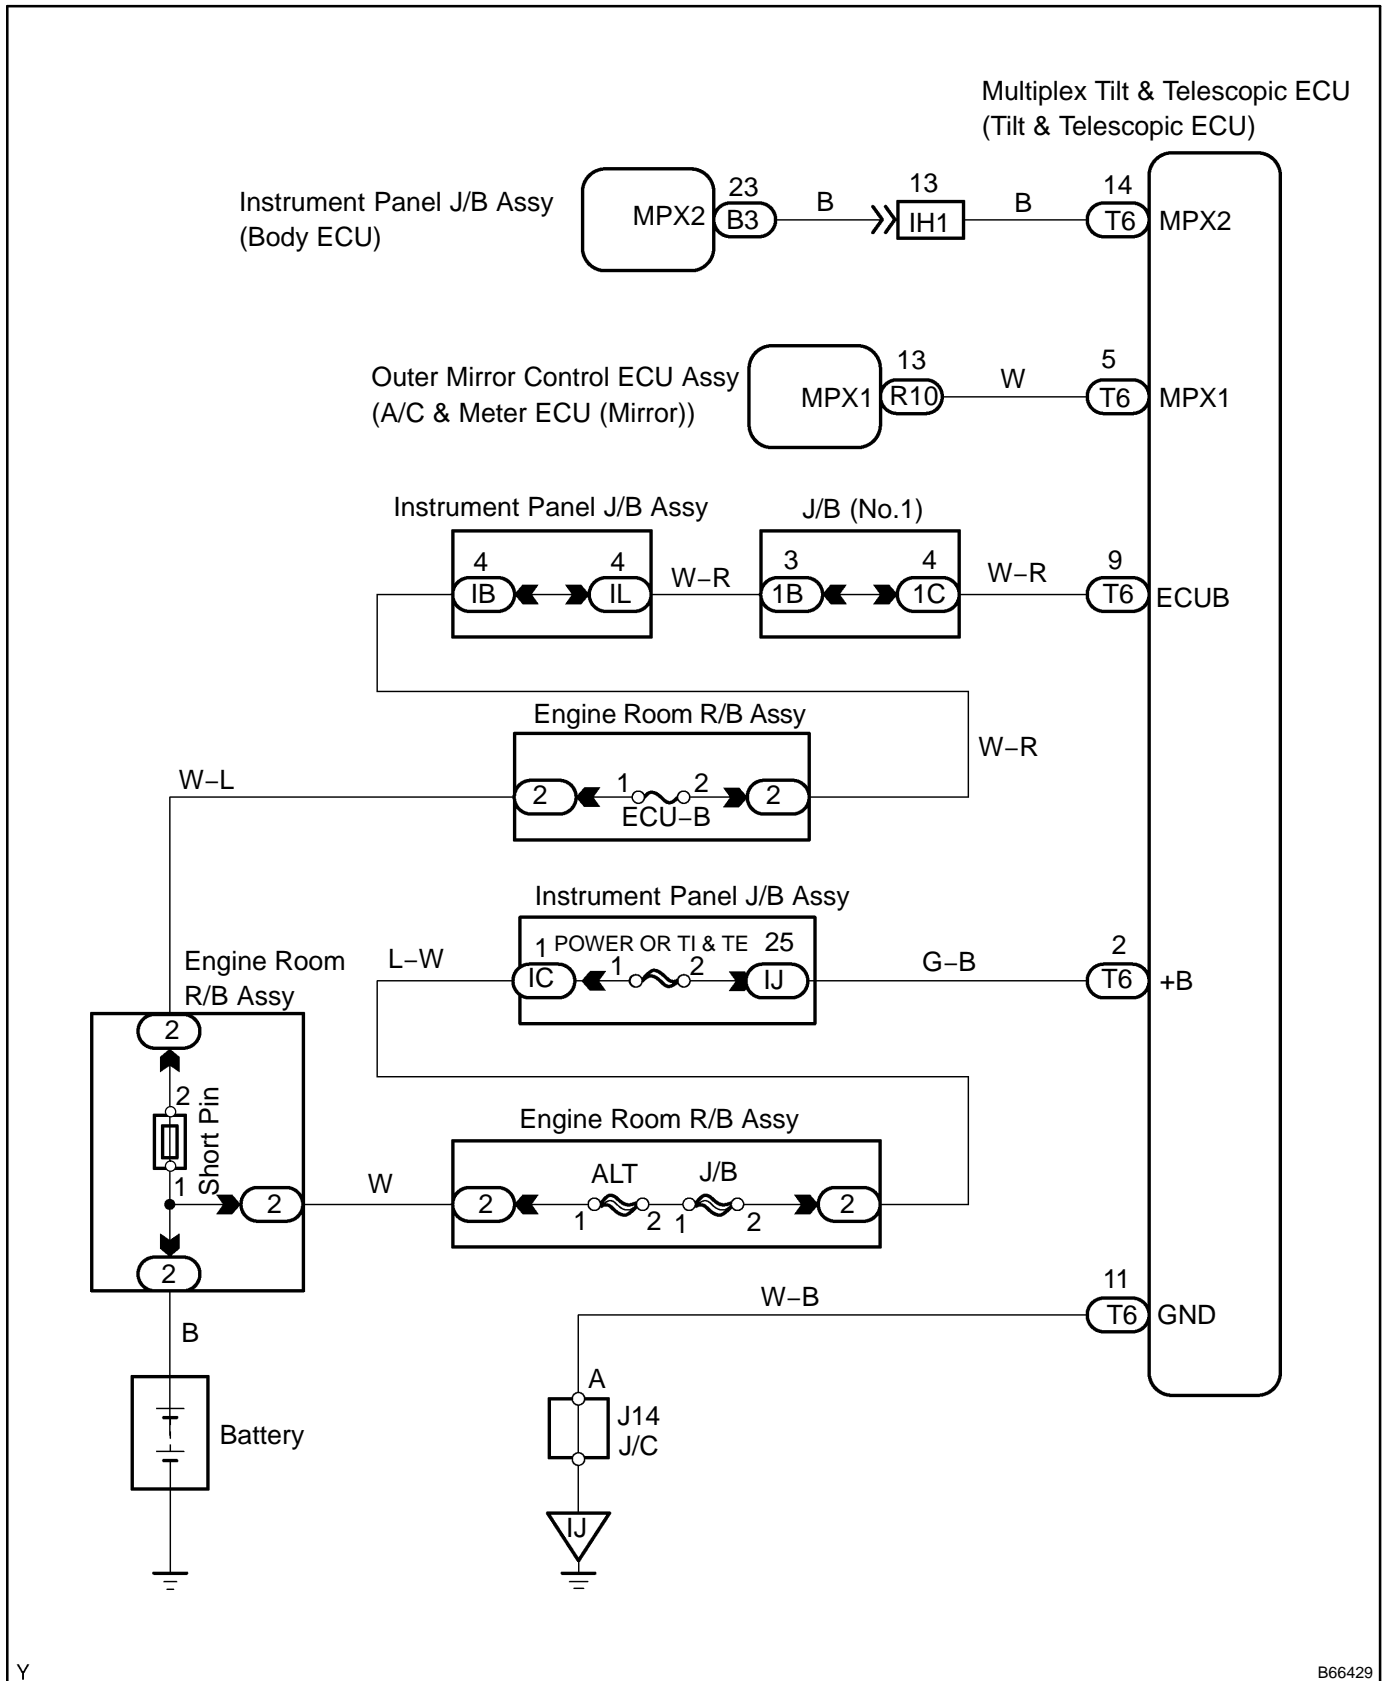 Multiplex Tilt & Telescopic ECU
(Tilt & Telescopic ECU)
Instrument Panel J/B Assy
(Body ECU)
MPX2
23
B3
B
13
IH1
B
14
T6
MPX2
Outer Mirror Control ECU Assy
(A/C & Meter ECU (Mirror))
MPX1
13
R10
W
5
T6
MPX1
Instrument Panel J/B Assy
4
IB
4
IL
W–R
J/B (No.1)
3
1B
4
1C
W–R
9
T6
ECUB
Engine Room R/B Assy
W–R
W–L
2
1
2
ECU–B
2
Instrument Panel J/B Assy
L–W
1
IC
POWER OR TI & TE
1
2
25
IJ
G–B
2
T6
+B
Engine Room
R/B Assy
2
2
Short Pin
1
2
2
W
Engine Room R/B Assy
2
ALT
1
2
J/B
1
2
2
B
Battery
W–B
11
T6
GND
A
J14
J/C
IJ
Y
B66429